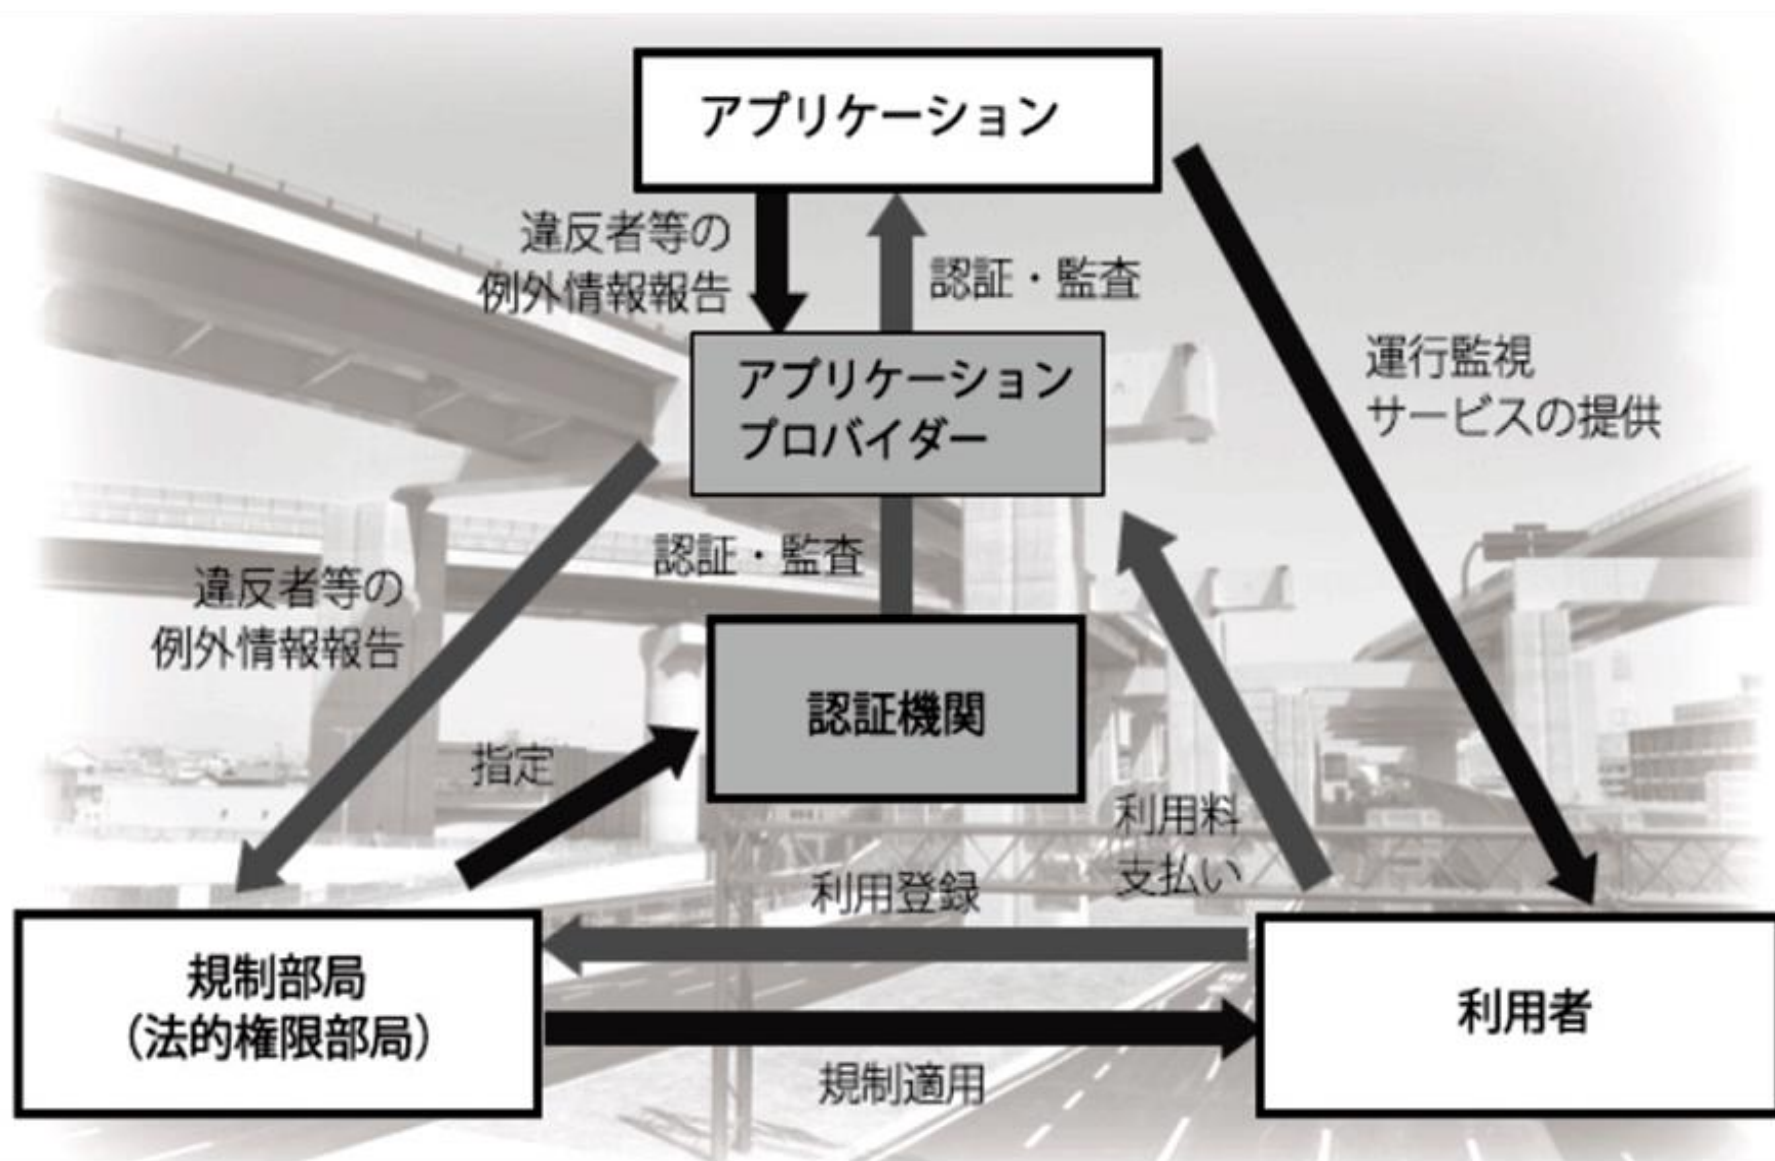 アプリケーション
違反者等の
例外情報報告
認証・監査
アプリケーション
プロバイダー
運行監視
サービスの提供
認証・監査
違反者等の
例外情報報告
認証機関
指定
利用料
支払い
利用登録
規制部局
（法的権限部局）
利用者
規制適用